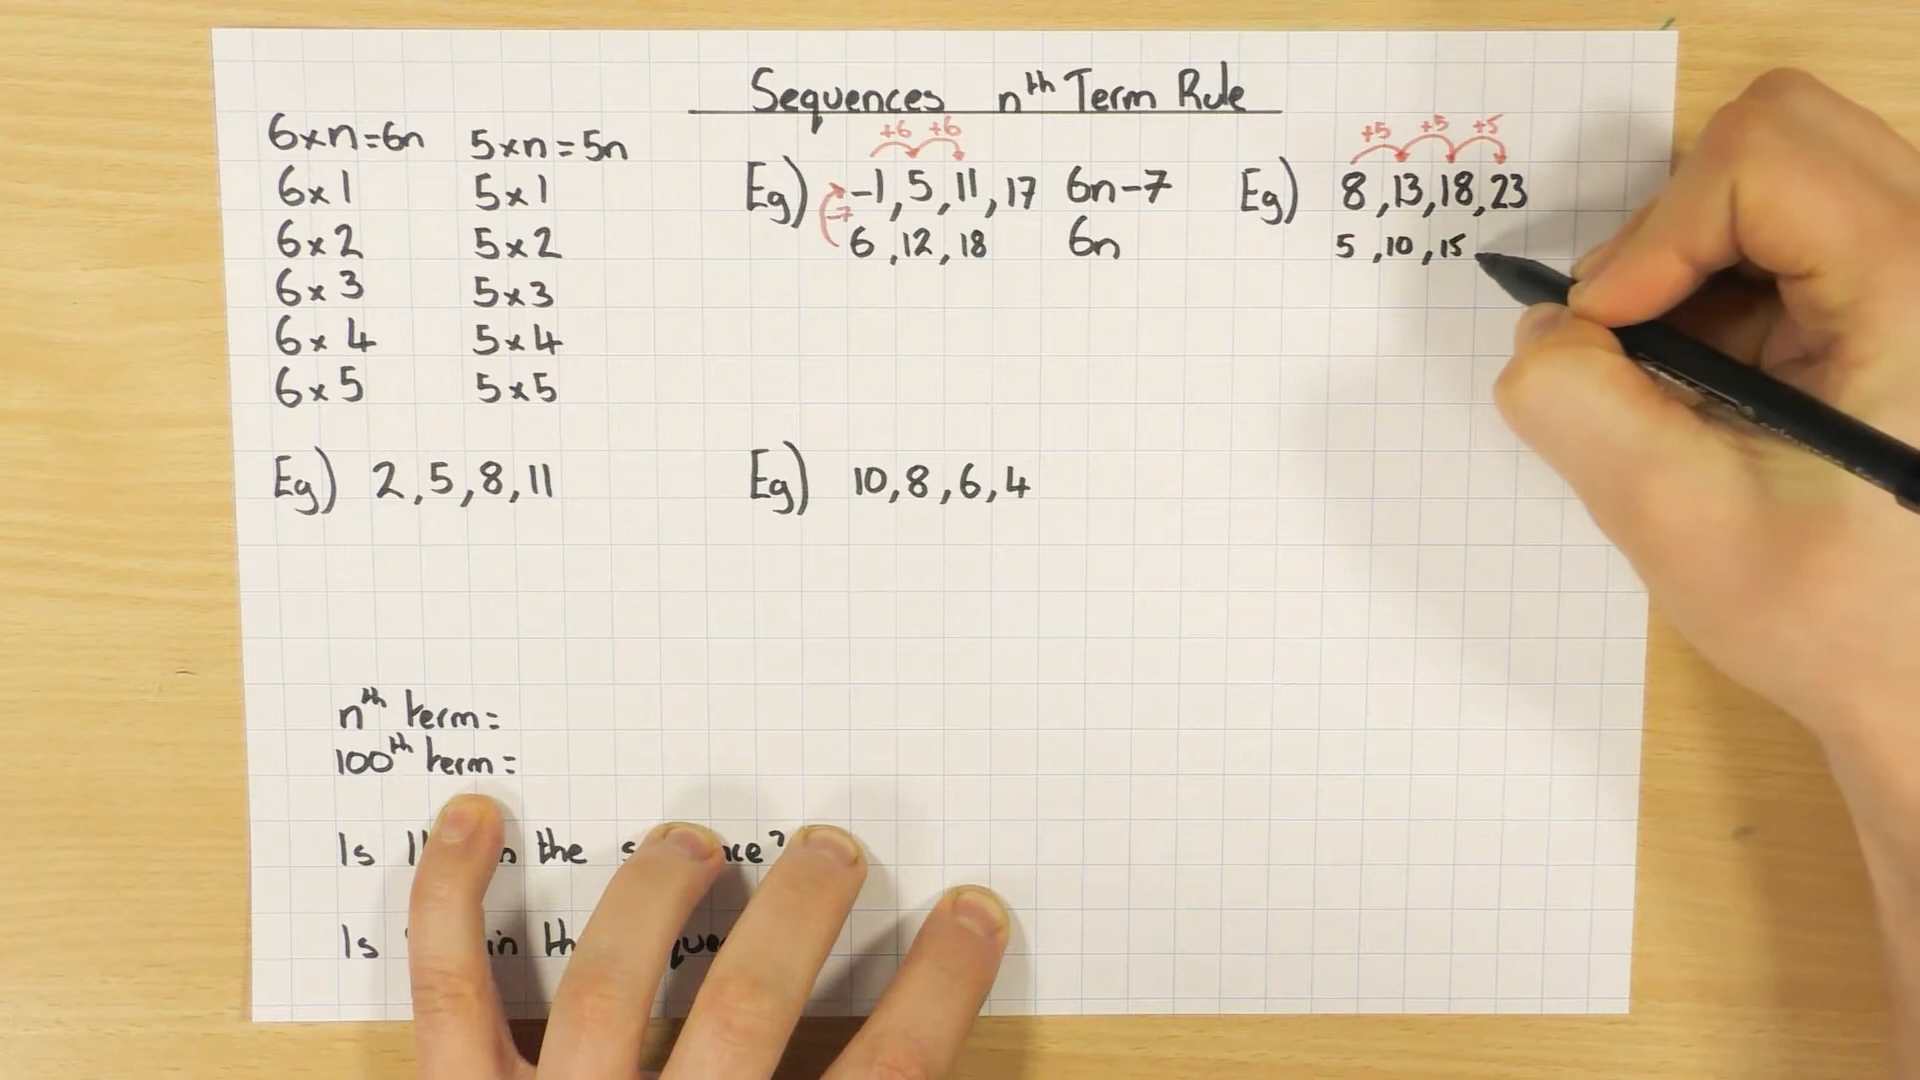 Sequences nth Term Rule
6×n=6n
6×1
6×2
6×3
6×4
6×5
5×n=5n
5×1
5×2
5×3
5×4
5×5
+6 +6
Eg) -1, 5, 11, 17 6n-7
-7
6, 12, 18 6n
+5 +5 +5
Eg) 8, 13, 18, 23
5, 10, 15
Eg) 2, 5, 8, 11
Eg) 10, 8, 6, 4
nth term=
100th term=
Is the
Is in